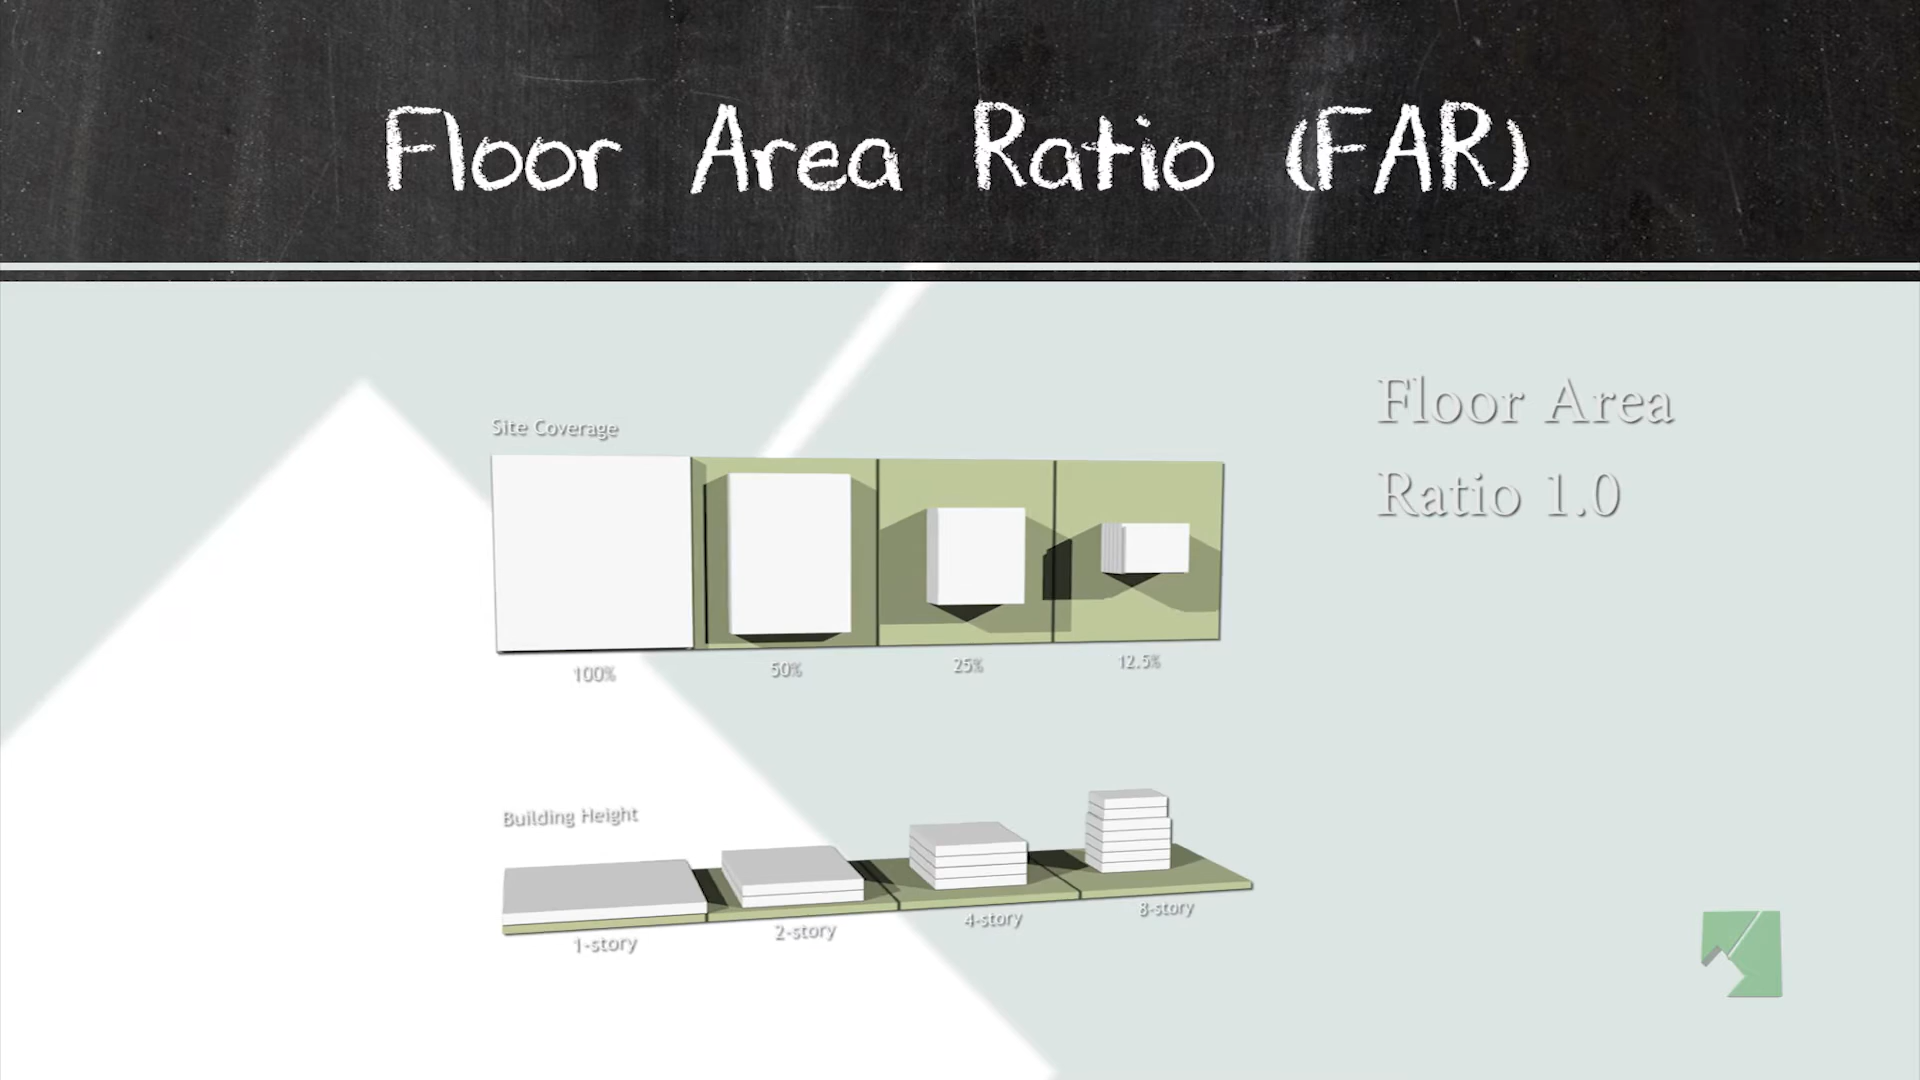 Floor Area Ratio (FAR)
Floor Area
Ratio 1.0
Site Coverage
100% 50% 25% 12.5%
Building Height
1-story 2-story 4-story 8-story